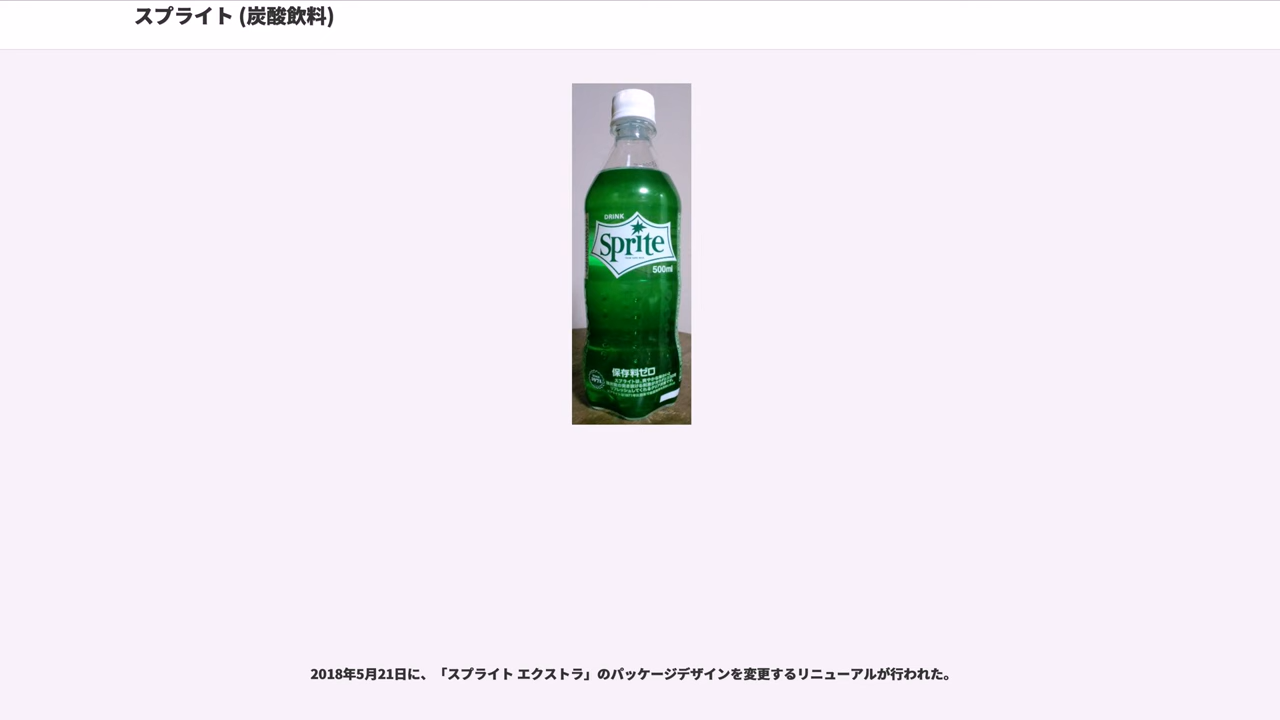 スプライト (炭酸飲料)
DRINK
Sprite
500ml
保存料ゼロ
2018年5月21日に、「スプライト エクストラ」のパッケージデザインを変更するリニューアルが行われた。